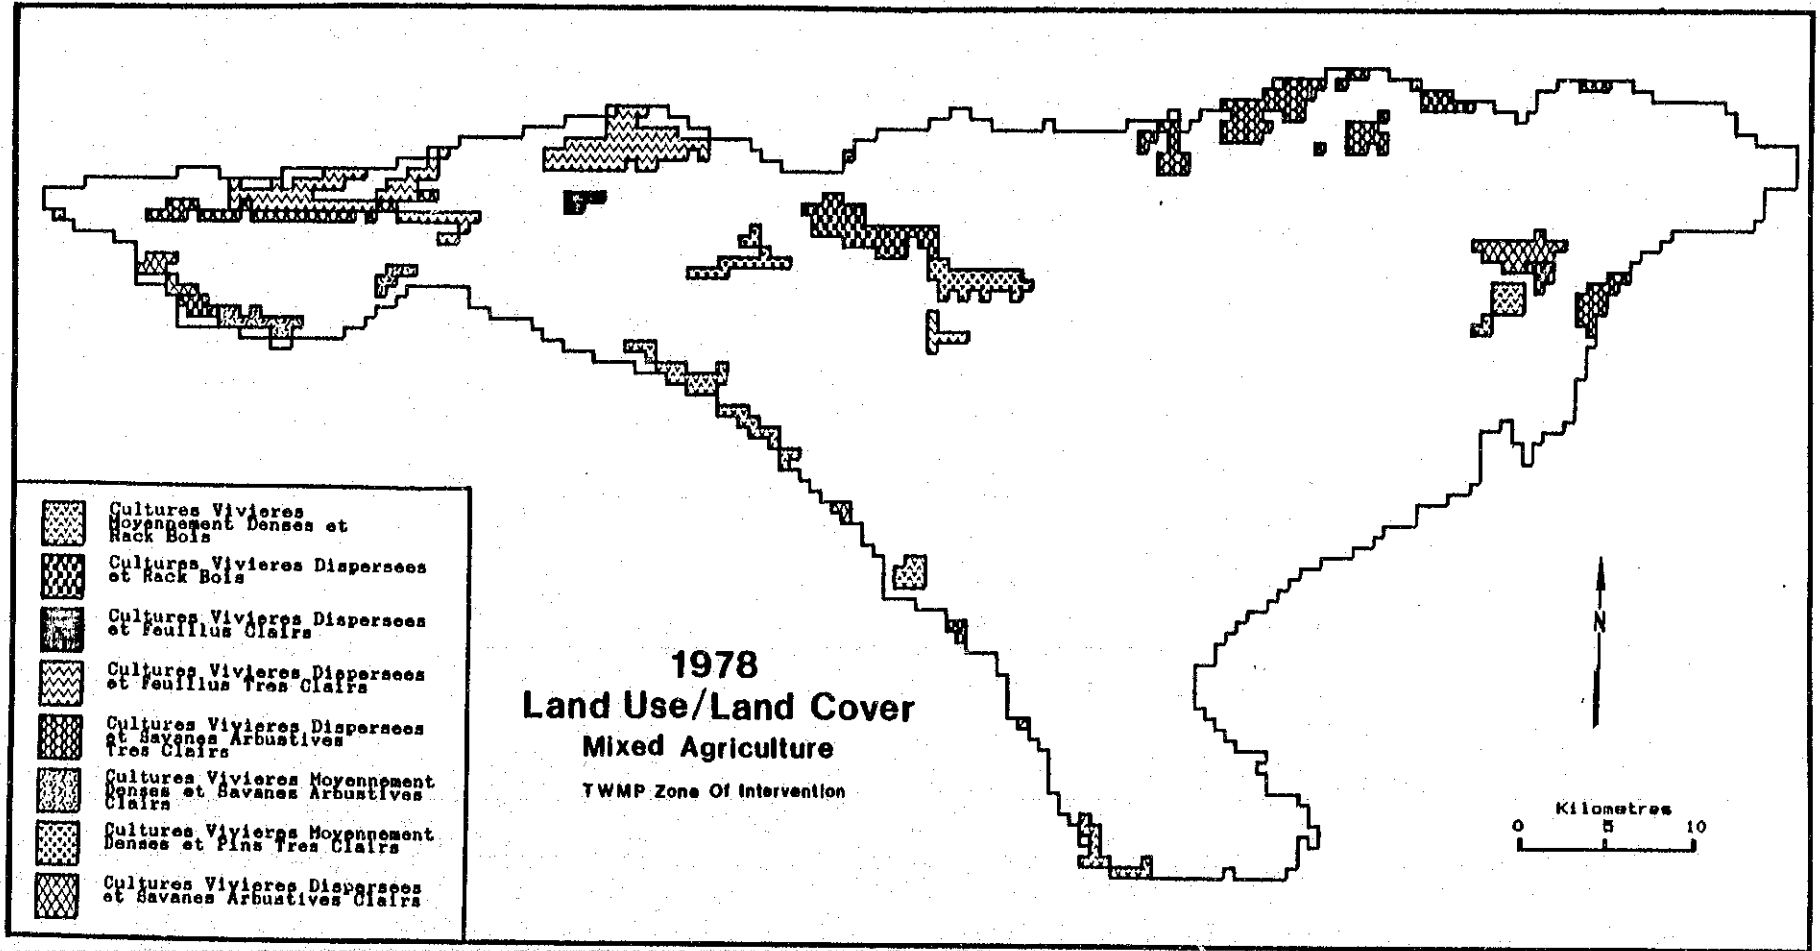 Cultures Vivieres
Moyennement Denses et
Rack Bois
Cultures Vivieres Dispersees
et Rack Bois
Cultures Vivieres Dispersees
et Feuillus Clairs
Cultures Vivieres Dispersees
et Feuillus Tres Clairs
Cultures Vivieres Dispersees
et Savanes Arbustives
Tres Clairs
Cultures Vivieres Moyennement
Denses et Savanes Arbustives
Clairs
Cultures Vivieres Moyennement
Denses et Pins Tres Clairs
Cultures Vivieres Dispersees
et Savanes Arbustives Clairs
1978
Land Use/Land Cover
Mixed Agriculture
TWMP Zone Of Intervention
N
Kilometres
0 5 10